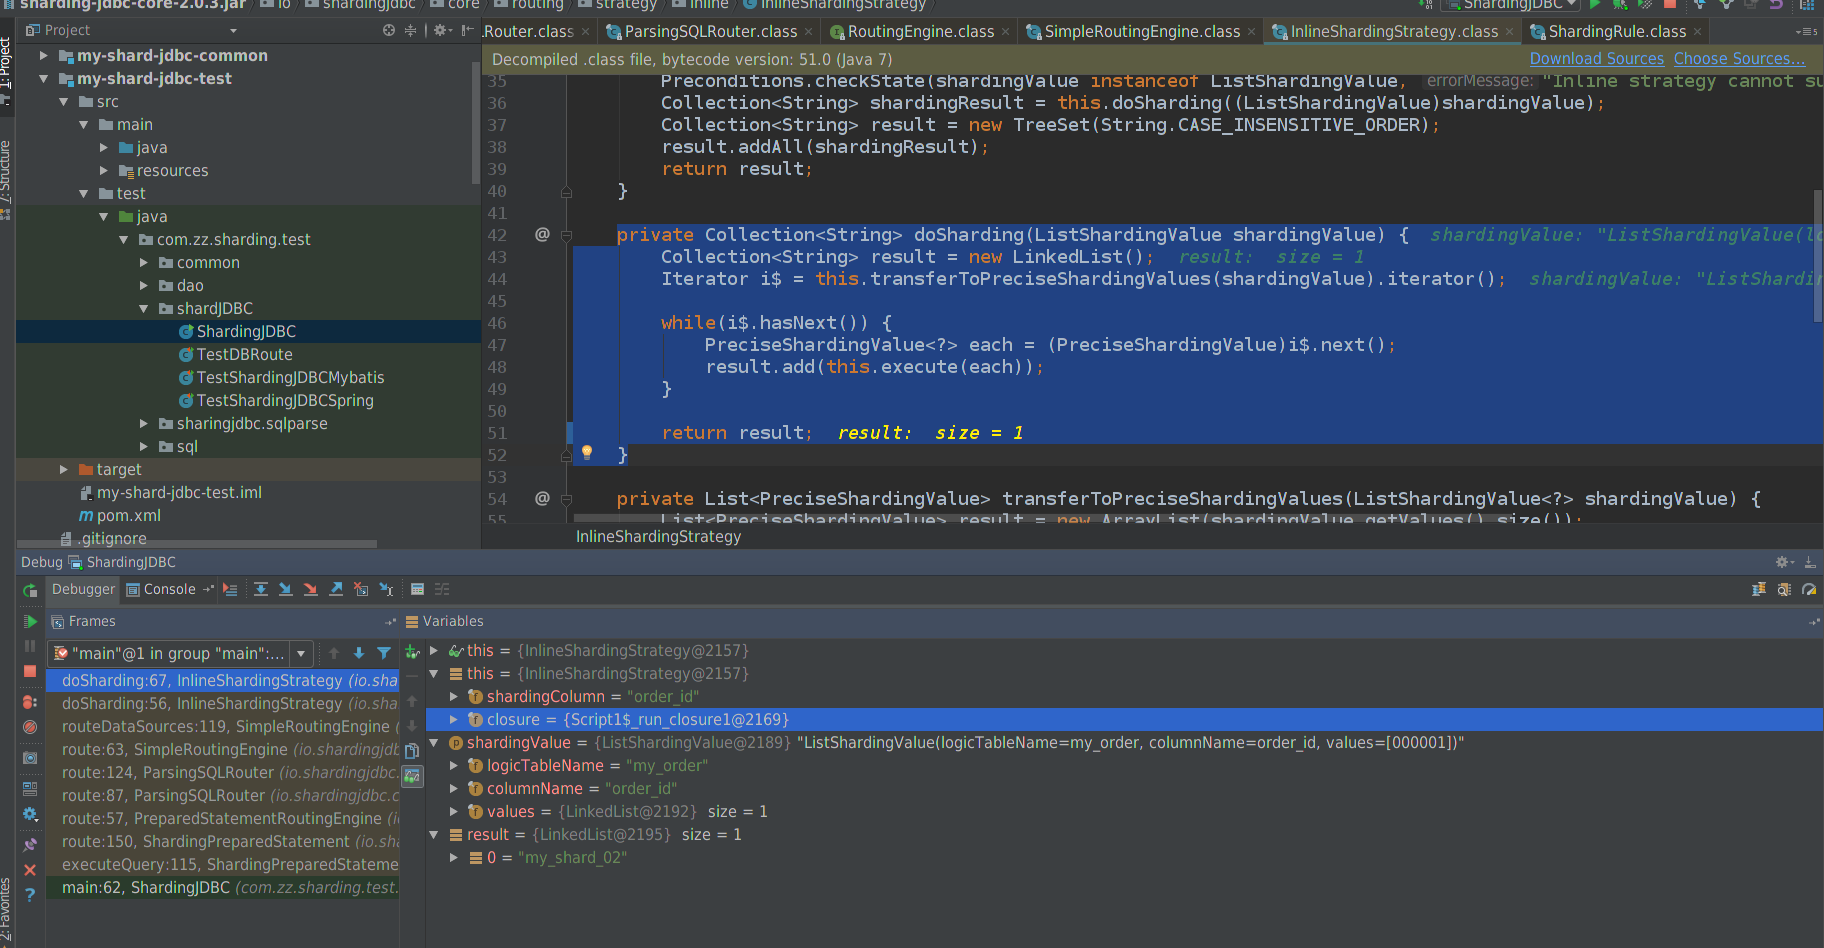 sharding-jdbc-core-2.0.3.jar io shardingjdbc core routing strategy inline InlineShardingStrategy ShardingJDBC
Project
.Router.class ParsingSQLRouter.class RoutingEngine.class SimpleRoutingEngine.class InlineShardingStrategy.class ShardingRule.class
Decompiled .class file, bytecode version: 51.0 (Java 7) Download Sources Choose Sources...
1: Project
7: Structure
2: Favorites
my-shard-jdbc-common
my-shard-jdbc-test
src
main
java
resources
test
java
com.zz.sharding.test
common
dao
shardJDBC
ShardingJDBC
TestDBRoute
TestShardingJDBCMybatis
TestShardingJDBCSpring
sharingjdbc.sqlparse
sql
target
my-shard-jdbc-test.iml
pom.xml
.gitignore
35 Preconditions.checkState(shardingValue instanceof ListShardingValue, errorMessage: "Inline strategy cannot su
36 Collection<String> shardingResult = this.doSharding((ListShardingValue)shardingValue);
37 Collection<String> result = new TreeSet(String.CASE_INSENSITIVE_ORDER);
38 result.addAll(shardingResult);
39 return result;
40 }
41
42 @ private Collection<String> doSharding(ListShardingValue shardingValue) { shardingValue: "ListShardingValue(lo
43 Collection<String> result = new LinkedList(); result: size = 1
44 Iterator i$ = this.transferToPreciseShardingValues(shardingValue).iterator(); shardingValue: "ListShardin
45
46 while(i$.hasNext()) {
47 PreciseShardingValue<?> each = (PreciseShardingValue)i$.next();
48 result.add(this.execute(each));
49 }
50
51 return result; result: size = 1
52 }
53
54 @ private List<PreciseShardingValue> transferToPreciseShardingValues(ListShardingValue<?> shardingValue) {
55 List<PreciseShardingValue> result = new ArrayList(shardingValue.getValues().size());
InlineShardingStrategy
Debug ShardingJDBC
Debugger Console
Frames
"main"@1 in group "main":...
doSharding:67, InlineShardingStrategy (io.sha
doSharding:56, InlineShardingStrategy (io.sha
routeDataSources:119, SimpleRoutingEngine (
route:63, SimpleRoutingEngine (io.shardingjdb
route:124, ParsingSQLRouter (io.shardingjdbc.
route:87, ParsingSQLRouter (io.shardingjdbc.c
route:57, PreparedStatementRoutingEngine (i
route:150, ShardingPreparedStatement (io.sha
executeQuery:115, ShardingPreparedStateme
main:62, ShardingJDBC (com.zz.sharding.test.
Variables
this = {InlineShardingStrategy@2157}
this = {InlineShardingStrategy@2157}
shardingColumn = "order_id"
closure = {Script1$_run_closure1@2169}
shardingValue = {ListShardingValue@2189} "ListShardingValue(logicTableName=my_order, columnName=order_id, values=[000001])"
logicTableName = "my_order"
columnName = "order_id"
values = {LinkedList@2192} size = 1
result = {LinkedList@2195} size = 1
0 = "my_shard_02"